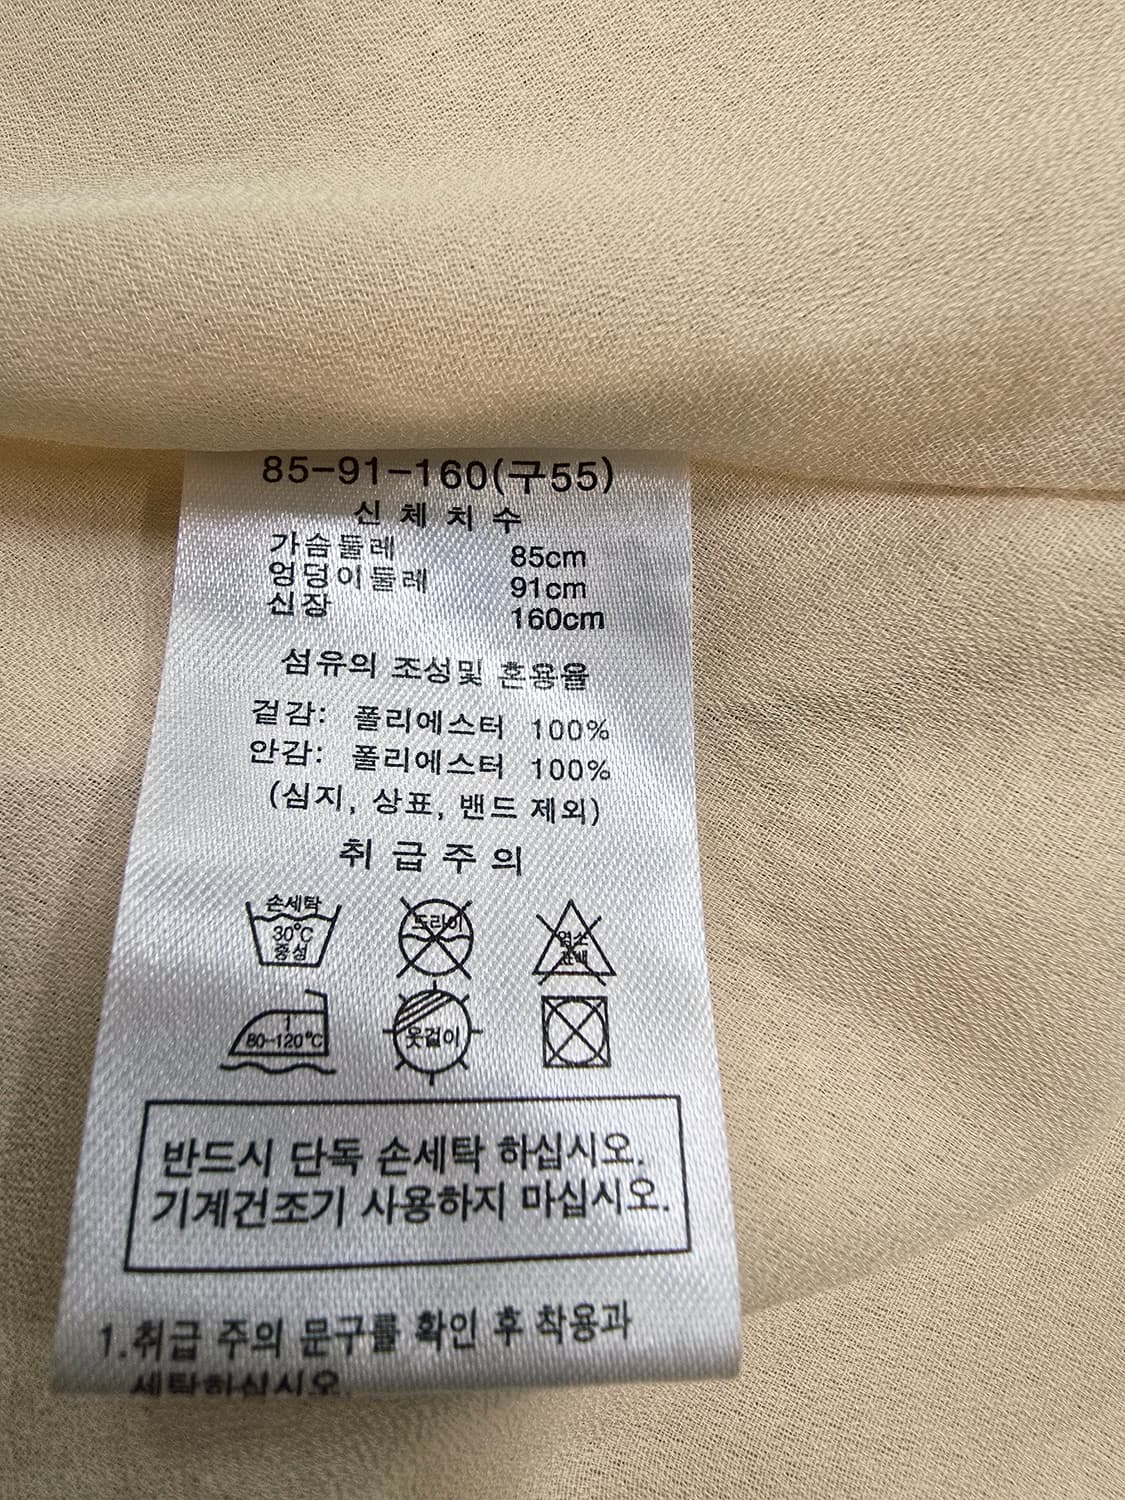 85-91-160(구55)
신체치수
가슴둘레 85cm
엉덩이둘레 91cm
신장 160cm
섬유의 조성및 혼용율
겉감: 폴리에스터 100%
안감: 폴리에스터 100%
(심지, 상표, 밴드 제외)
취급주의
손세탁
30℃
중성
드라이
염소
표백
80-120℃
옷걸이
반드시 단독 손세탁 하십시오.
기계건조기 사용하지 마십시오.
1.취급 주의 문구를 확인 후 착용과
세탁하십시오.